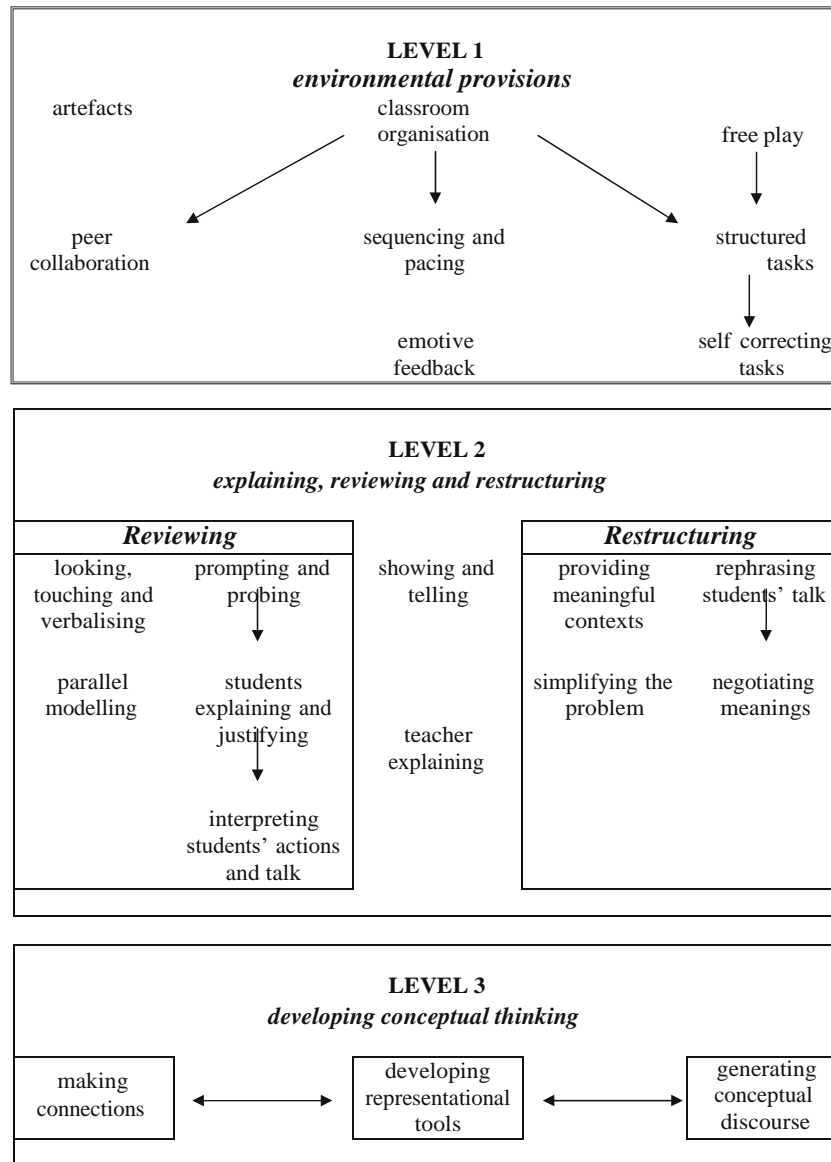 LEVEL 1
environmental provisions
artefacts
classroom
organisation
free play
peer
collaboration
sequencing and
pacing
structured
tasks
emotive
feedback
self correcting
tasks
LEVEL 2
explaining, reviewing and restructuring
Reviewing
looking,
touching and
verbalising
prompting and
probing
parallel
modelling
students
explaining and
justifying
interpreting
students’ actions
and talk
showing and
telling
teacher
explaining
Restructuring
providing
meaningful
contexts
rephrasing
students’ talk
simplifying the
problem
negotiating
meanings
LEVEL 3
developing conceptual thinking
making
connections
developing
representational
tools
generating
conceptual
discourse